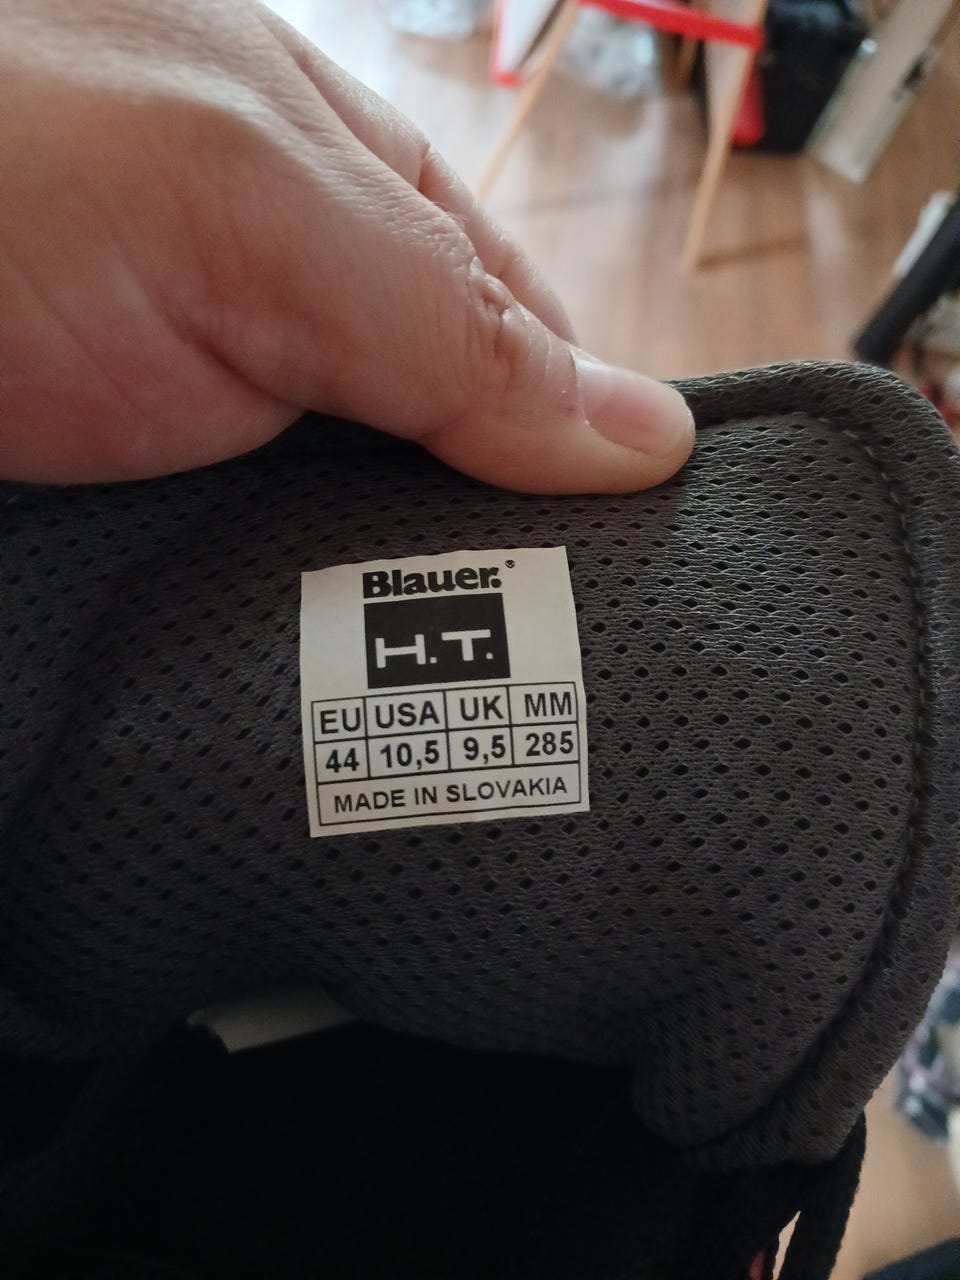 Blauer.®
H.T.
EU USA UK MM
44 10,5 9,5 285
MADE IN SLOVAKIA